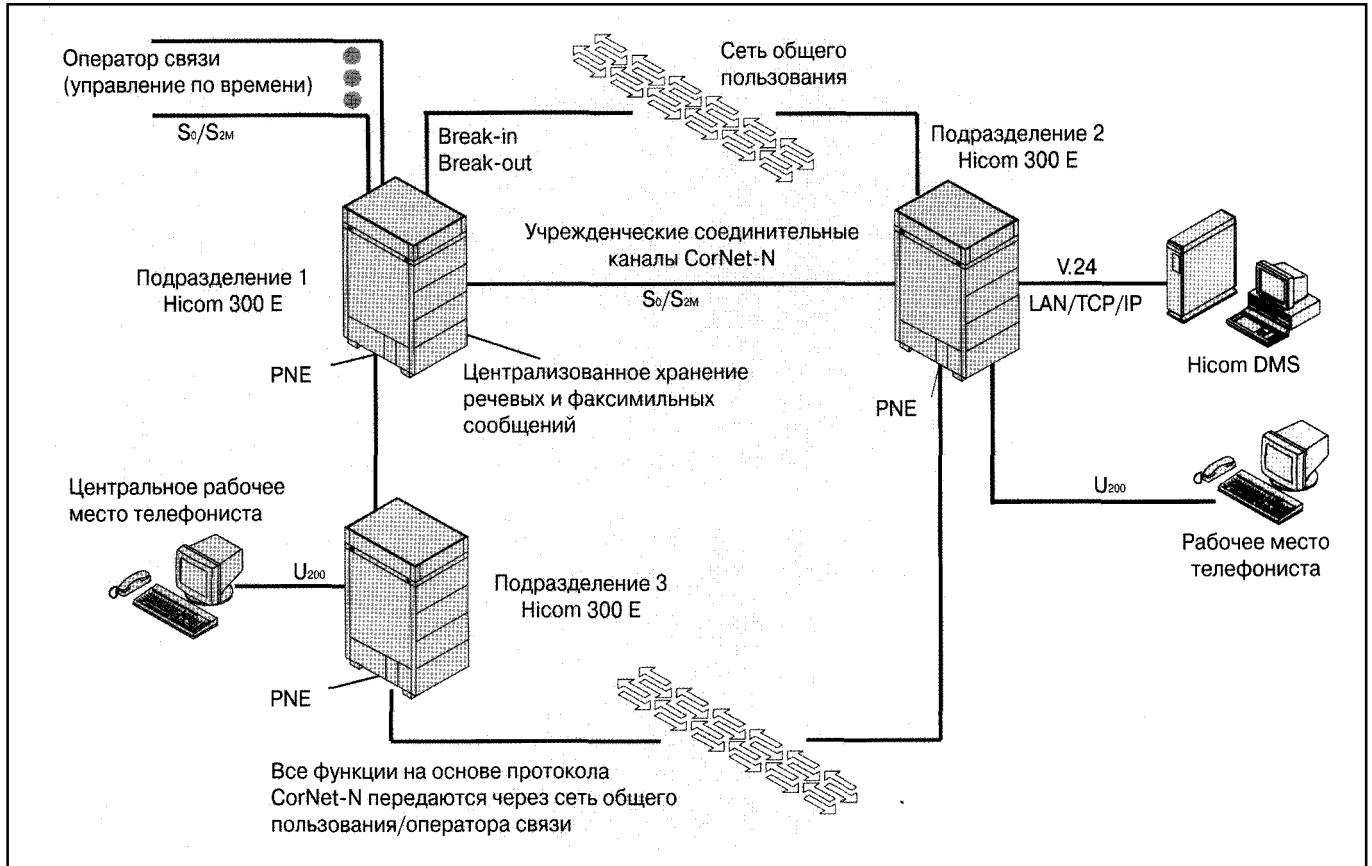 Оператор связи
(управление по времени)
S₀/S₂ₘ
Break-in
Break-out
Сеть общего
пользования
Подразделение 2
Hicom 300 E
Подразделение 1
Hicom 300 E
Учрежденческие соединительные
каналы CorNet-N
S₀/S₂ₘ
V.24
LAN/TCP/IP
Hicom DMS
PNE
Централизованное хранение
речевых и факсимильных
сообщений
PNE
Центральное рабочее
место телефониста
U₂₀₀
U₂₀₀
Рабочее место
телефониста
Подразделение 3
Hicom 300 E
PNE
Все функции на основе протокола
CorNet-N передаются через сеть общего
пользования/оператора связи